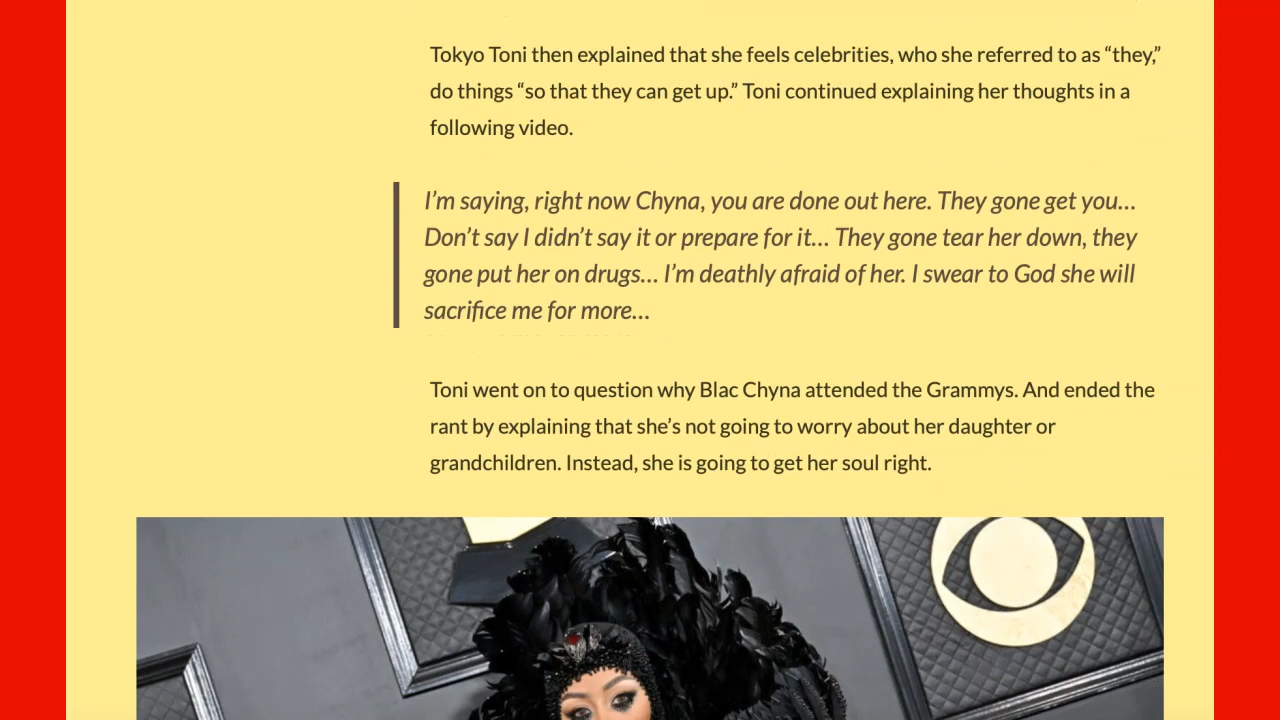 Tokyo Toni then explained that she feels celebrities, who she referred to as “they,”
do things “so that they can get up.” Toni continued explaining her thoughts in a
following video.
I’m saying, right now Chyna, you are done out here. They gone get you…
Don’t say I didn’t say it or prepare for it… They gone tear her down, they
gone put her on drugs… I’m deathly afraid of her. I swear to God she will
sacrifice me for more…
Toni went on to question why Blac Chyna attended the Grammys. And ended the
rant by explaining that she’s not going to worry about her daughter or
grandchildren. Instead, she is going to get her soul right.